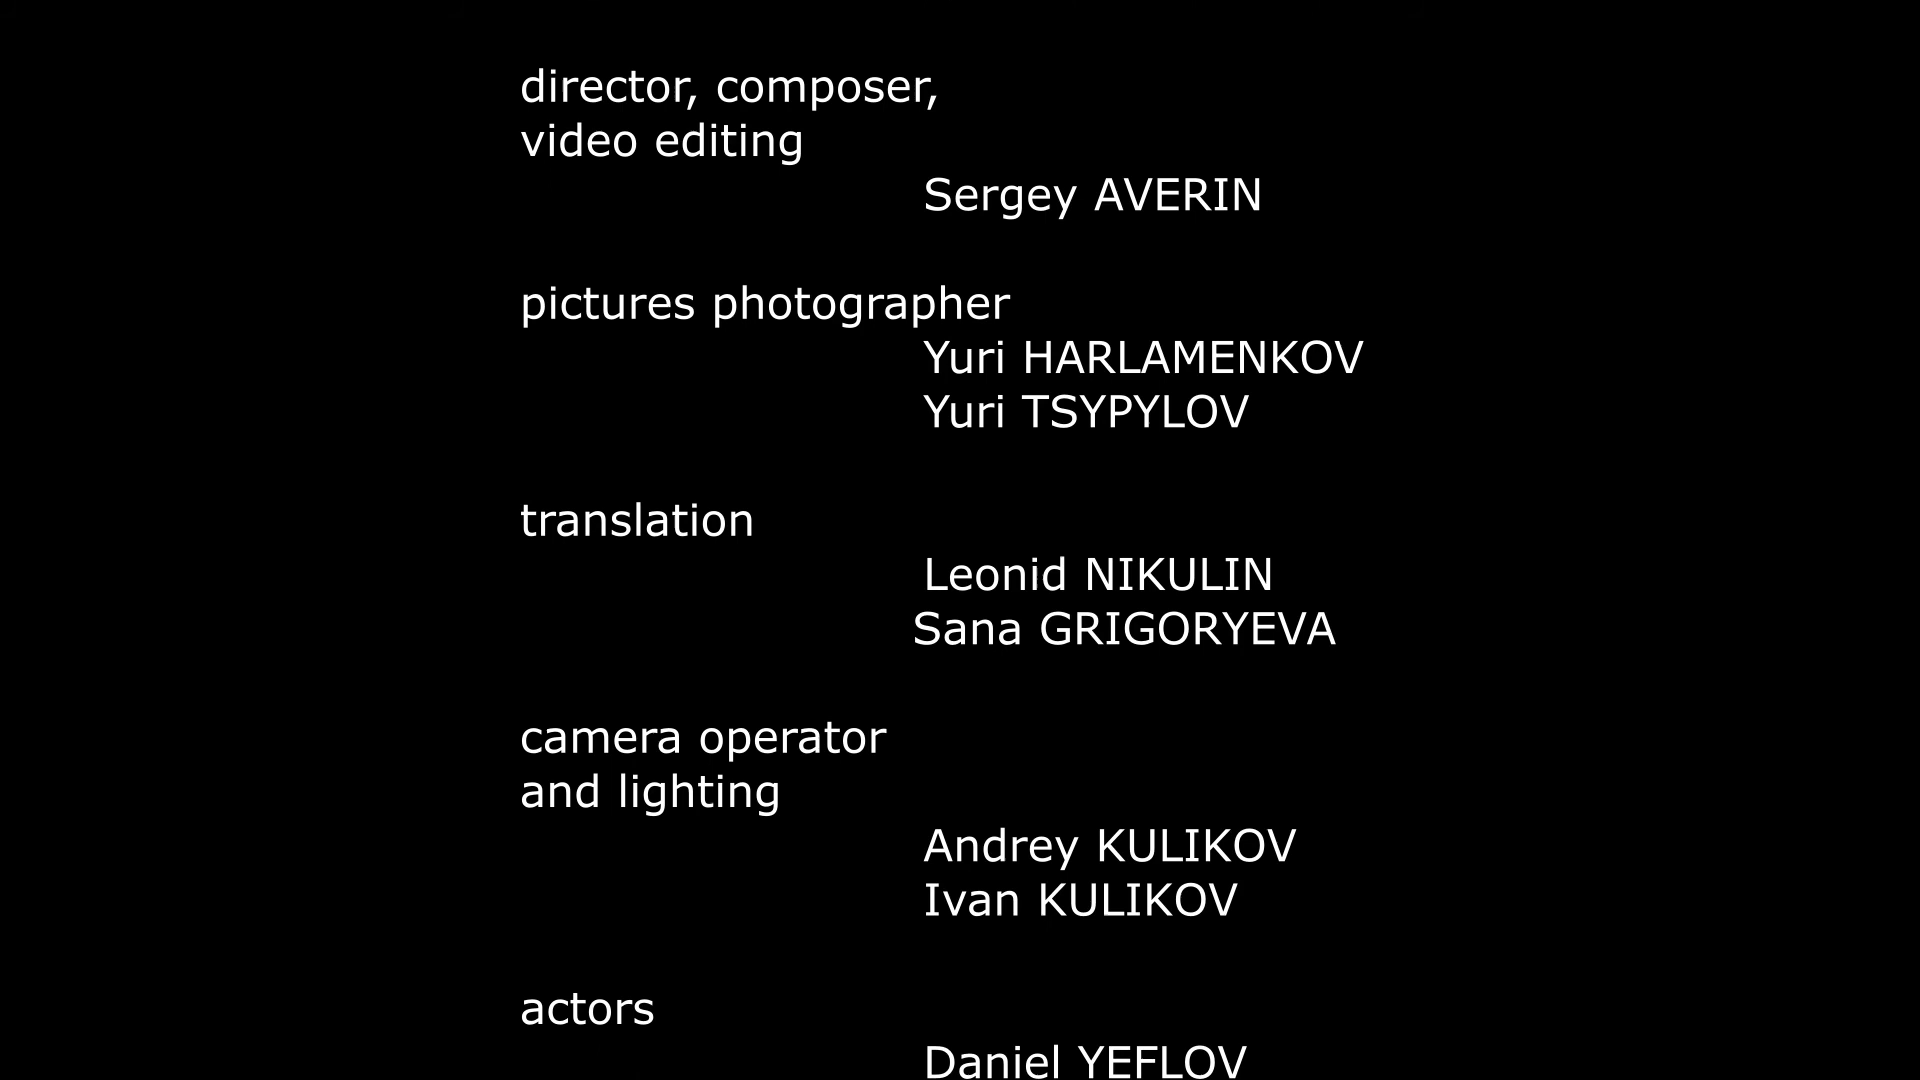 director, composer,
video editing
Sergey AVERIN
pictures photographer
Yuri HARLAMENKOV
Yuri TSYPYLOV
translation
Leonid NIKULIN
Sana GRIGORYEVA
camera operator
and lighting
Andrey KULIKOV
Ivan KULIKOV
actors
Daniel YEFLOV